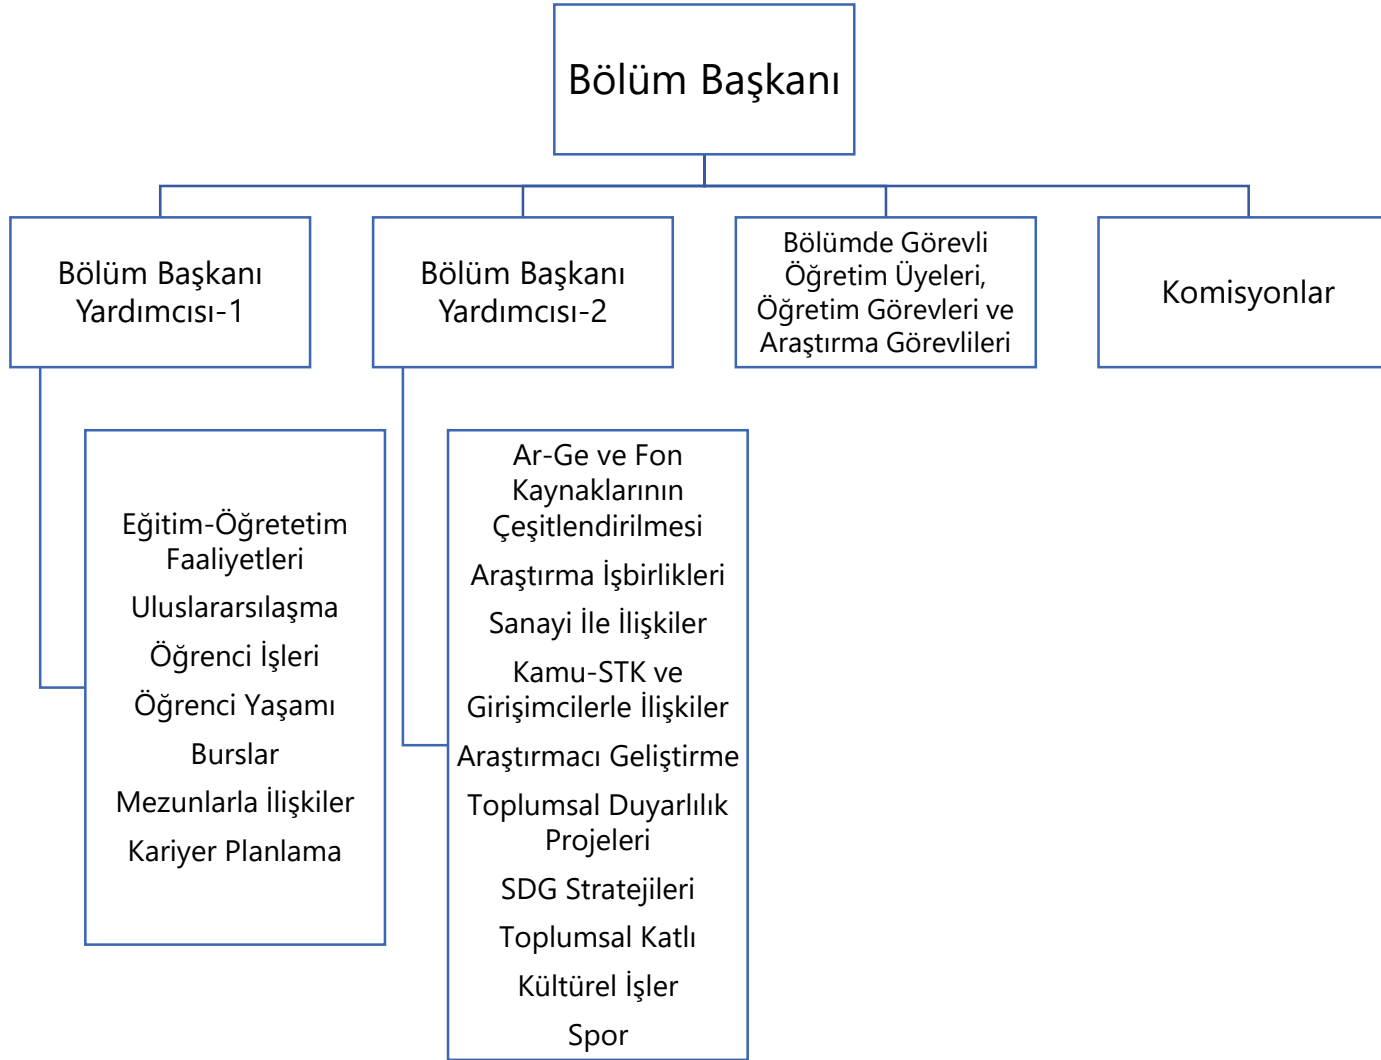 Bölüm Başkanı
Bölüm Başkanı
Yardımcısı-1
Bölüm Başkanı
Yardımcısı-2
Bölümde Görevli
Öğretim Üyeleri,
Öğretim Görevleri ve
Araştırma Görevlileri
Komisyonlar
Eğitim-Öğretetim
Faaliyetleri
Uluslararsılaşma
Öğrenci İşleri
Öğrenci Yaşamı
Burslar
Mezunlarla İlişkiler
Kariyer Planlama
Ar-Ge ve Fon
Kaynaklarının
Çeşitlendirilmesi
Araştırma İşbirlikleri
Sanayi İle İlişkiler
Kamu-STK ve
Girişimcilerle İlişkiler
Araştırmacı Geliştirme
Toplumsal Duyarlılık
Projeleri
SDG Stratejileri
Toplumsal Katlı
Kültürel İşler
Spor